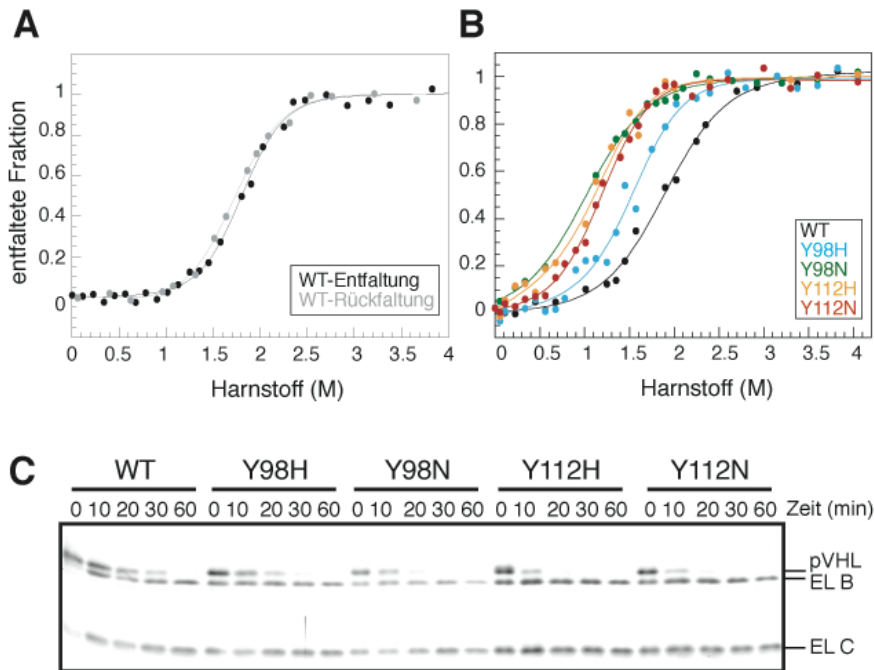 A
entfaltete Fraktion
1
0.8
0.6
0.4
0.2
0
0 0.5 1 1.5 2 2.5 3 3.5 4
Harnstoff (M)
WT-Entfaltung
WT-Rückfaltung
B
1
0.8
0.6
0.4
0.2
0
0 0.5 1 1.5 2 2.5 3 3.5 4
Harnstoff (M)
WT
Y98H
Y98N
Y112H
Y112N
C
WT Y98H Y98N Y112H Y112N
0 10 20 30 60 0 10 20 30 60 0 10 20 30 60 0 10 20 30 60 0 10 20 30 60 Zeit (min)
pVHL
EL B
EL C